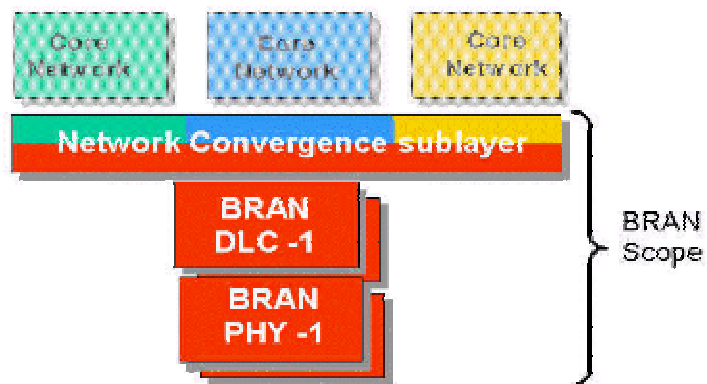 Core
Network
Core
Network
Core
Network
Network Convergence sublayer
BRAN
DLC -1
BRAN
PHY -1
BRAN
Scope